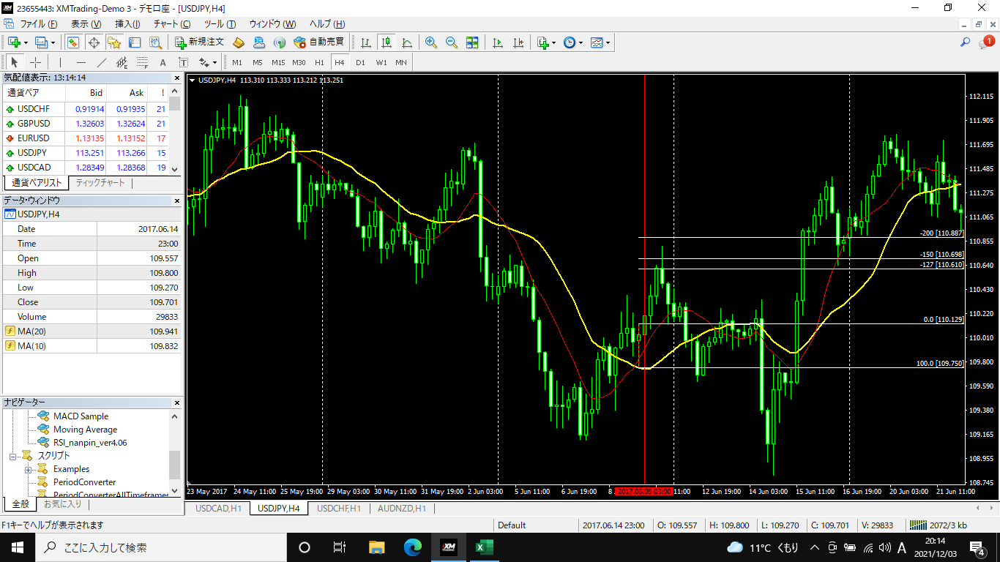 23655443: XMTrading-Demo 3 - デモ口座 - [USDJPY,H4]
ファイル (F) 表示 (V) 挿入(I) チャート (C) ツール (T) ウィンドウ (W) ヘルプ (H)
新規注文 自動売買 1
A T M1 M5 M15 M30 H1 H4 D1 W1 MN
気配値表示: 13:14:14
通貨ペア Bid Ask !
USDCHF 0.91914 0.91935 21
GBPUSD 1.32603 1.32624 21
EURUSD 1.13135 1.13152 17
USDJPY 113.251 113.266 15
USDCAD 1.28349 1.28368 19
通貨ペアリスト ティックチャート
データ・ウィンドウ
USDJPY,H4
Date 2017.06.14
Time 23:00
Open 109.557
High 109.800
Low 109.270
Close 109.701
Volume 29833
MA(20) 109.941
MA(10) 109.832
ナビゲーター
MACD Sample
Moving Average
RSI_nanpin_ver4.06
スクリプト
Examples
PeriodConverter
PeriodConverterAllTimeframes
全般 お気に入り
USDJPY,H4 113.310 113.333 113.212 113.251
112.115
111.905
111.695
111.485
111.275
111.065
110.855
110.640
110.430
110.220
110.010
109.800
109.590
109.380
109.165
108.955
108.745
-200 [110.887]
-150 [110.698]
-127 [110.610]
0.0 [110.129]
100.0 [109.750]
23 May 2017 24 May 11:00 25 May 19:00 29 May 03:00 30 May 11:00 31 May 19:00 2 Jun 03:00 5 Jun 11:00 6 Jun 19:00 8 2017.06.09 03:00 11:00 12 Jun 19:00 14 Jun 03:00 15 Jun 11:00 16 Jun 19:00 20 Jun 03:00 21 Jun 11:00
USDCAD,H1 USDJPY,H4 USDCHF,H1 AUDNZD,H1
F1キーでヘルプが表示されます Default 2017.06.14 23:00 O: 109.557 H: 109.800 L: 109.270 C: 109.701 V: 29833 2072/3 kb
ここに入力して検索 XM 11°C くもり A 20:14
2021/12/03 4